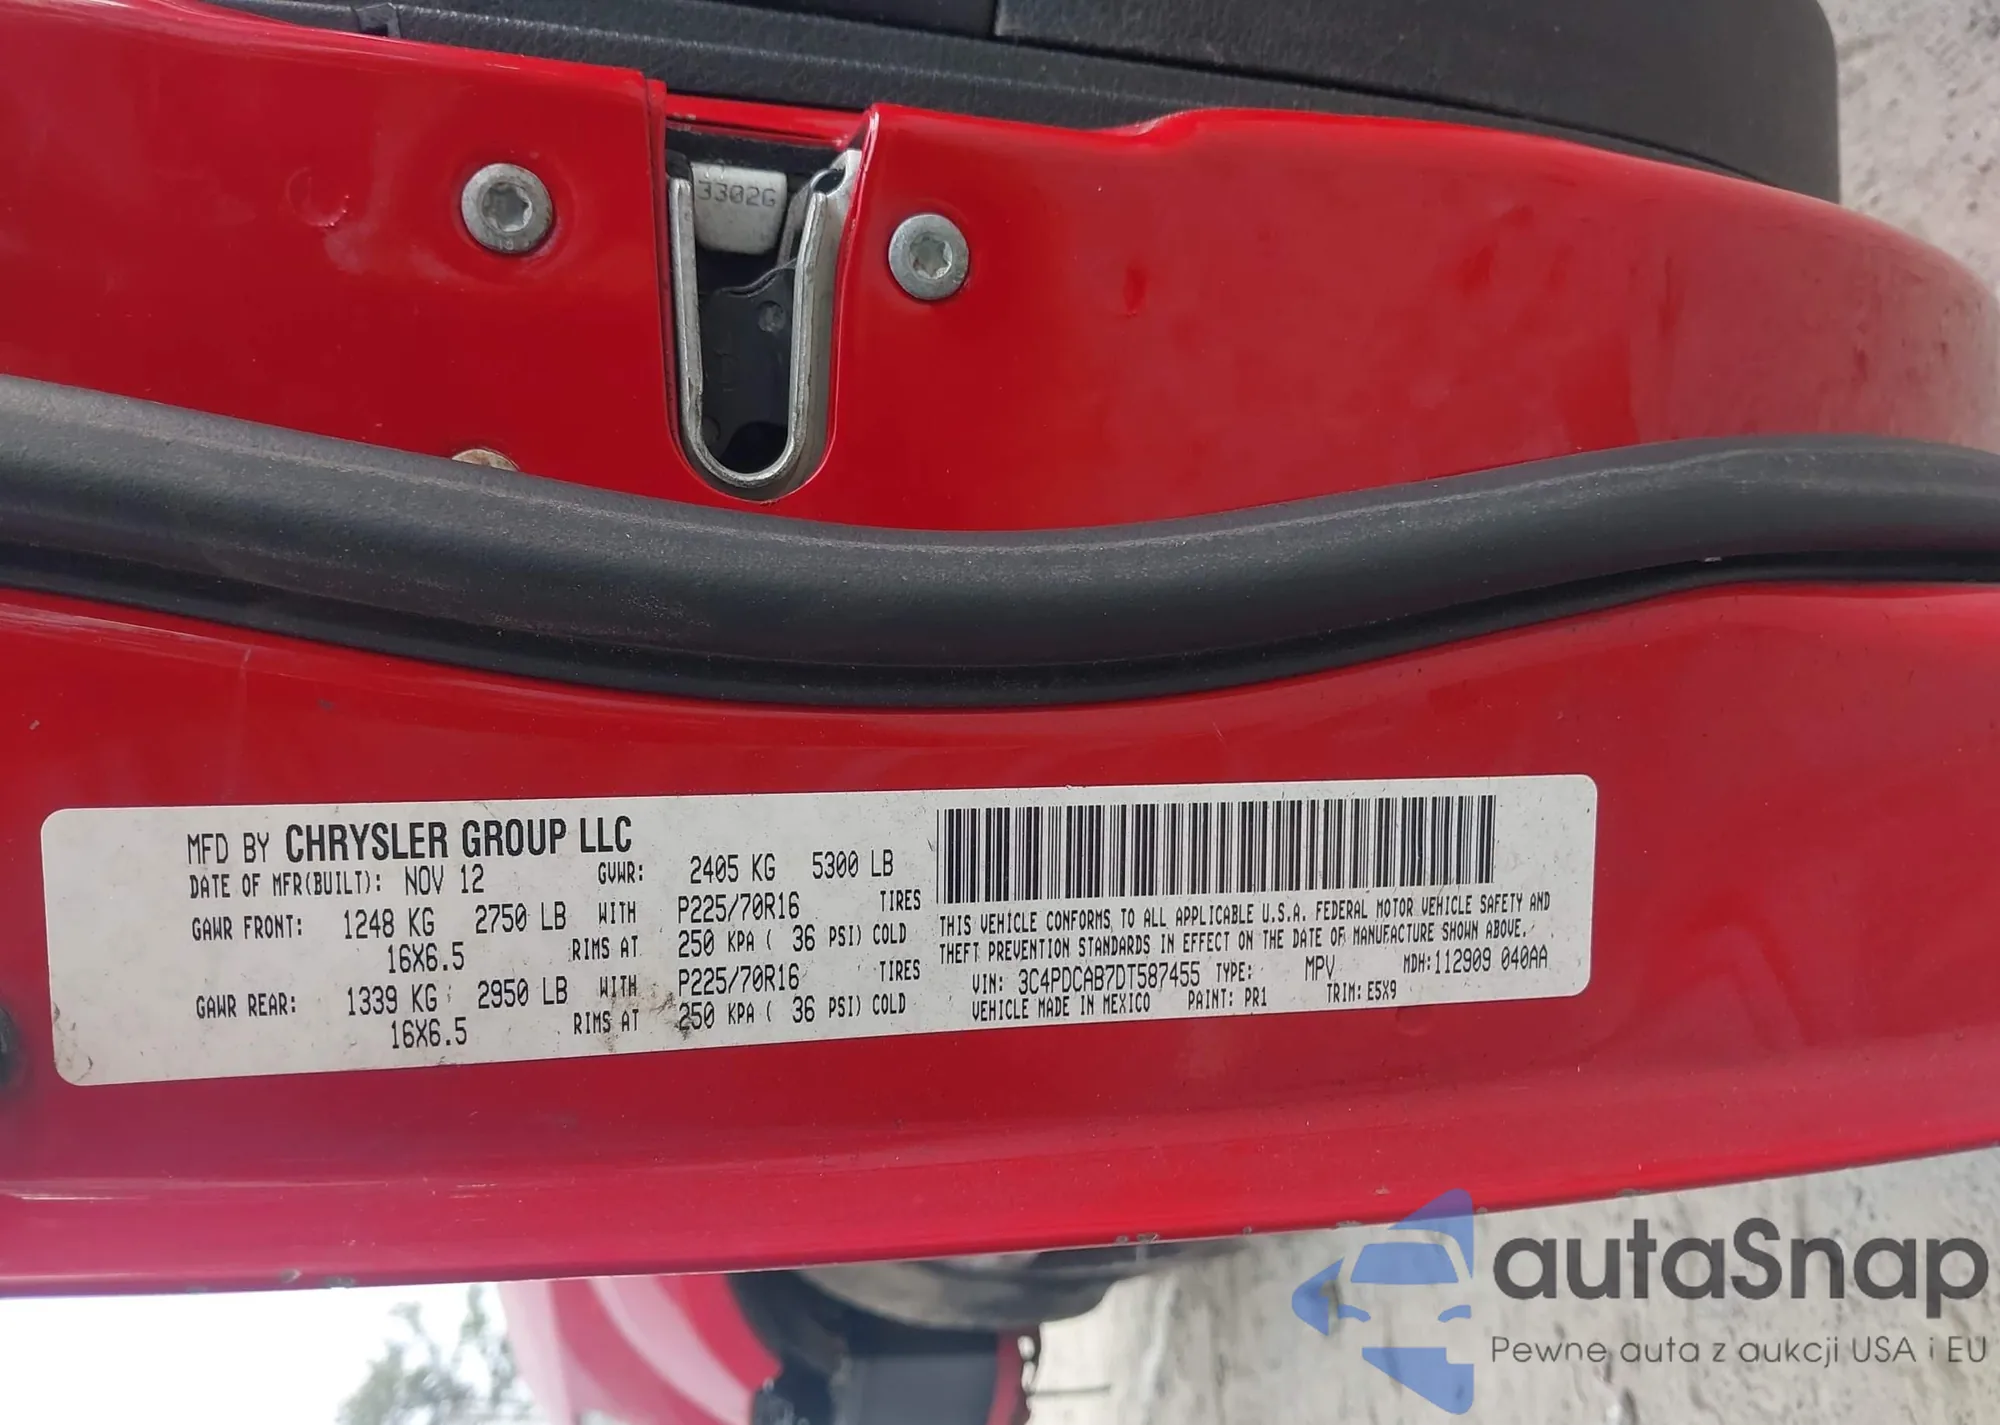 3302G
MFD BY CHRYSLER GROUP LLC
DATE OF MFR(BUILT): NOV 12 GVWR: 2405 KG 5300 LB
GAWR FRONT: 1248 KG 2750 LB WITH P225/70R16 TIRES
16X6.5 RIMS AT 250 KPA ( 36 PSI) COLD
GAWR REAR: 1339 KG 2950 LB WITH P225/70R16 TIRES
16X6.5 RIMS AT 250 KPA ( 36 PSI) COLD
THIS VEHICLE CONFORMS TO ALL APPLICABLE U.S.A. FEDERAL MOTOR VEHICLE SAFETY AND
THEFT PREVENTION STANDARDS IN EFFECT ON THE DATE OF MANUFACTURE SHOWN ABOVE.
VIN: 3C4PDCAB7DT587455 TYPE: MPV MDH:112909 040AA
VEHICLE MADE IN MEXICO PAINT: PR1 TRIM: E5X9
autaSnap
Pewne auta z aukcji USA i EU